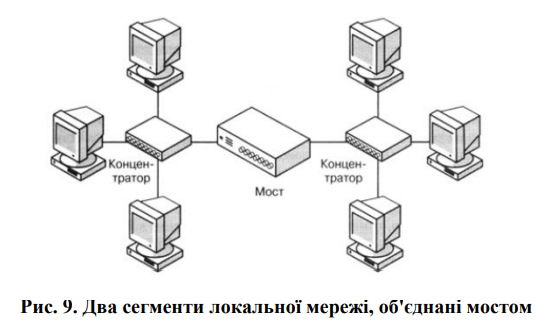 Концен-
тратор
Мост
Концен-
тратор
Рис. 9. Два сегменти локальної мережі, об'єднані мостом